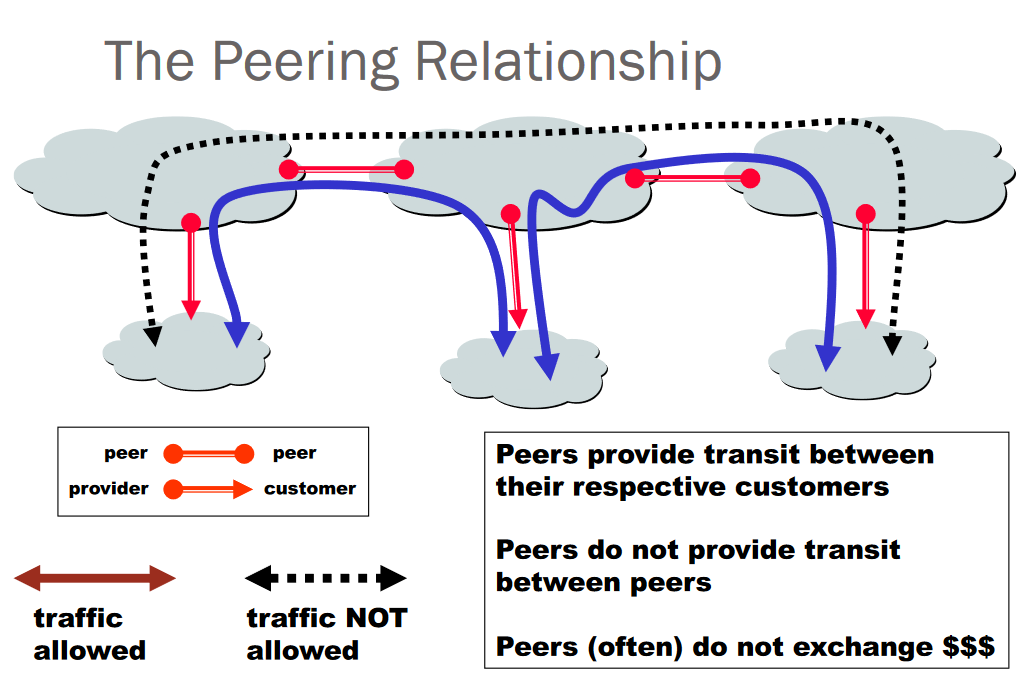 The Peering Relationship
peer peer
provider customer
traffic
allowed
traffic NOT
allowed
Peers provide transit between
their respective customers
Peers do not provide transit
between peers
Peers (often) do not exchange $$$